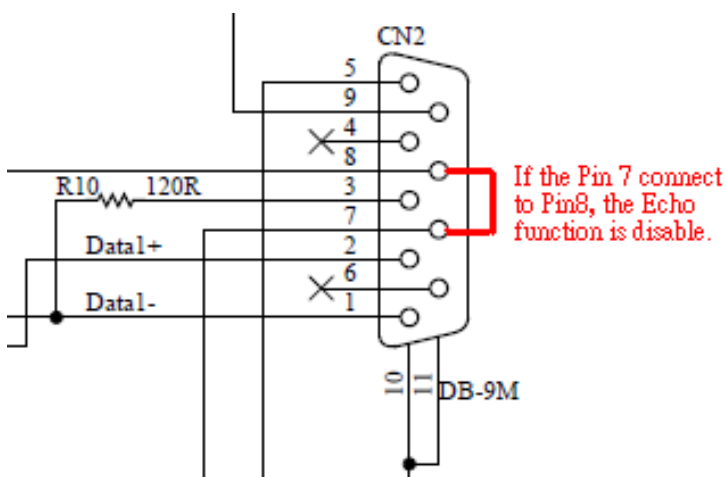 CN2
5
9
4
8
R10 120R 3
7
Data1+ 2
6
Data1- 1
If the Pin 7 connect
to Pin8, the Echo
function is disable.
10
11
DB-9M